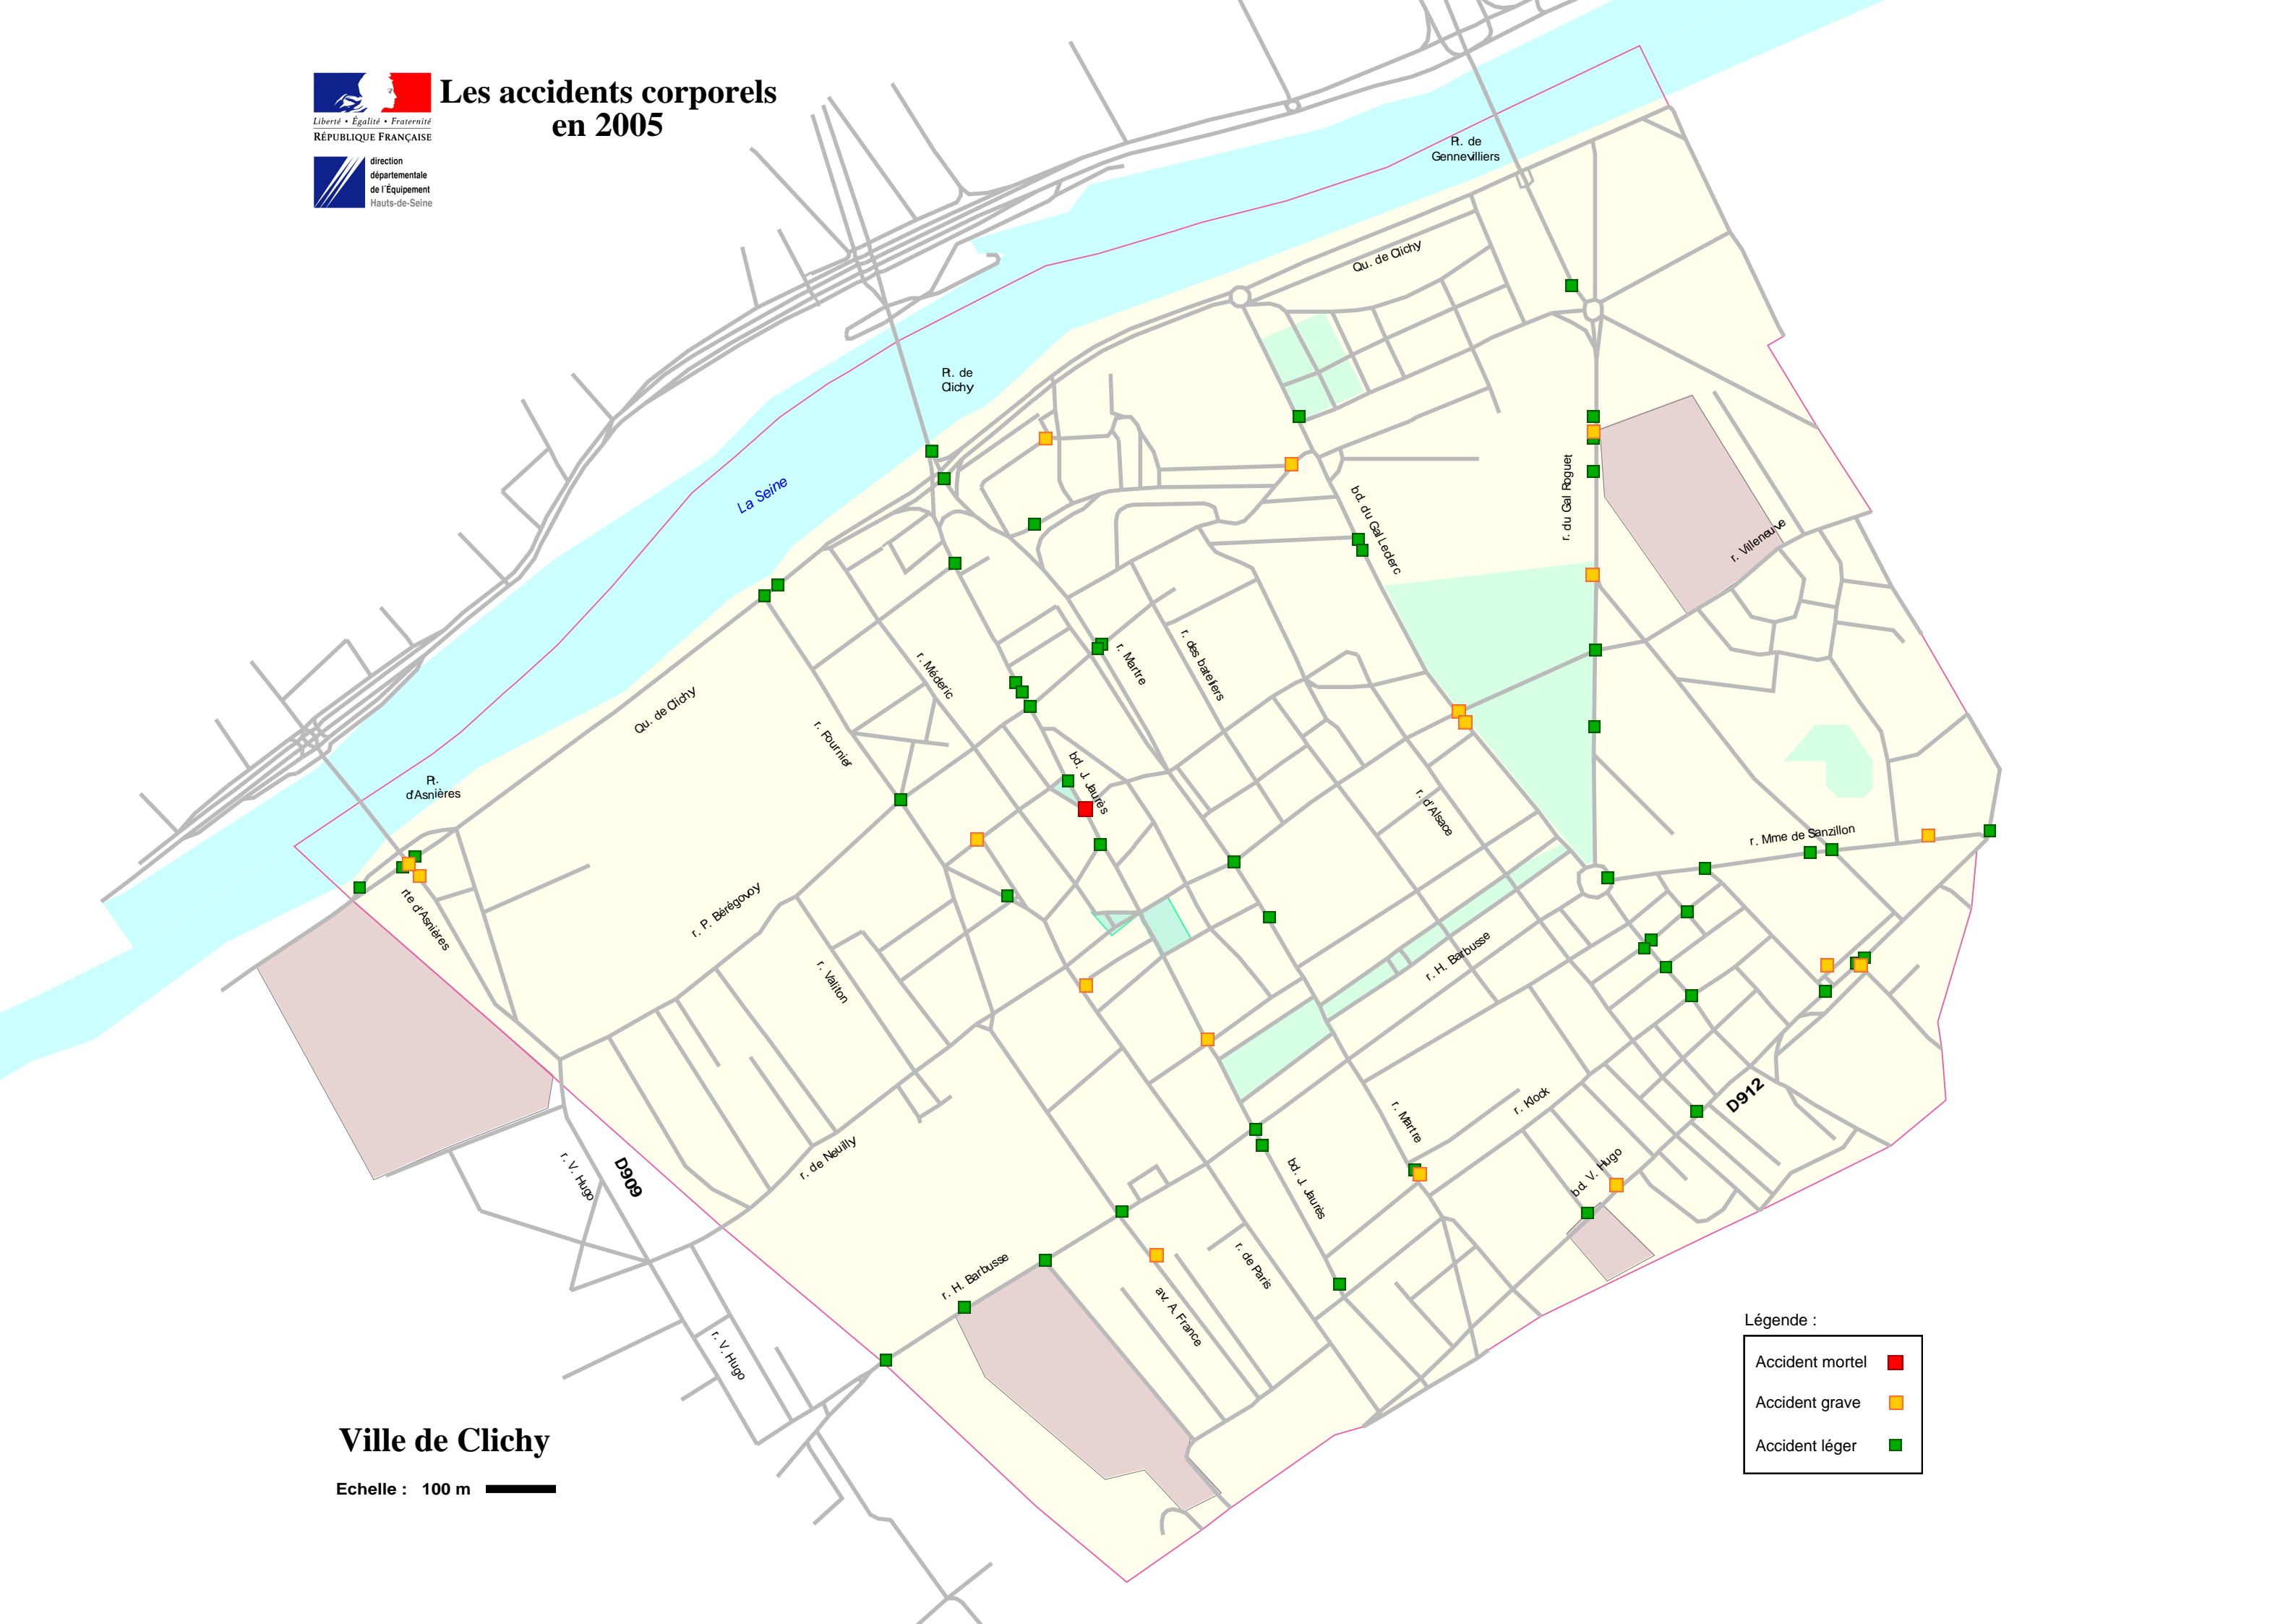 Les accidents corporels
en 2005
Liberté • Égalité • Fraternité
RÉPUBLIQUE FRANÇAISE
direction
départementale
de l'Équipement
Hauts-de-Seine
Pt. de
Gennevilliers
Qu. de Clichy
Pt. de
Clichy
La Seine
bd. du Gal Leclerc
r. du Gal Roguet
r. Villeneuve
r. Martre
r. des bateliers
r. Médéric
Qu. de Clichy
r. Fournier
bd. J. Jaurès
Pt.
d'Asnières
r. d'Alsace
r. Mme de Sanzillon
rte d'Asnières
r. P. Bérégovoy
r. Valiton
r. H. Barbusse
r. Martre
r. Klock
D912
r. de Neuilly
r. V. Hugo
D909
bd. J. Jaurès
bd. V. Hugo
r. H. Barbusse
r. de Paris
av. A. France
r. V. Hugo
Légende :
Accident mortel
Accident grave
Accident léger
Ville de Clichy
Echelle : 100 m